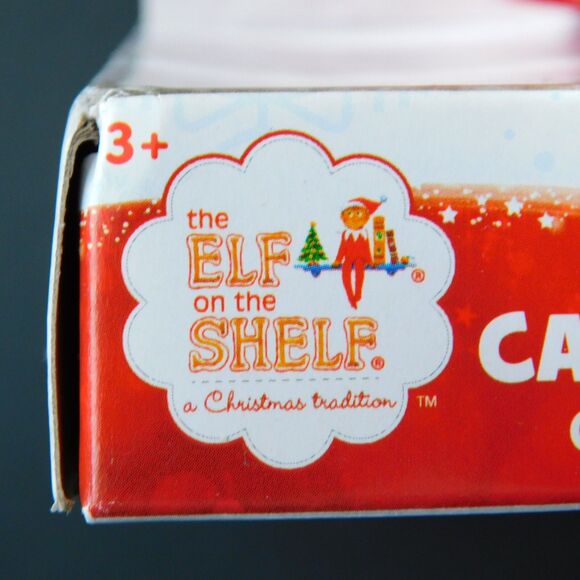 3+
the
ELF®
on the
SHELF®
a Christmas tradition™
CA